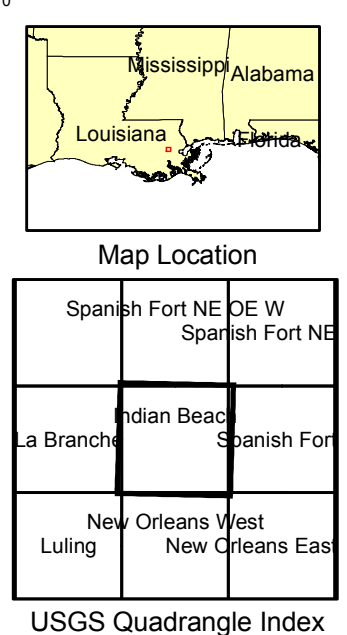 0
Mississippi
Alabama
Louisiana
Florida
Map Location
Spanish Fort NE OE W
Spanish Fort NE
Indian Beach
La Branche
Spanish Fort
New Orleans West
Luling
New Orleans East
USGS Quadrangle Index